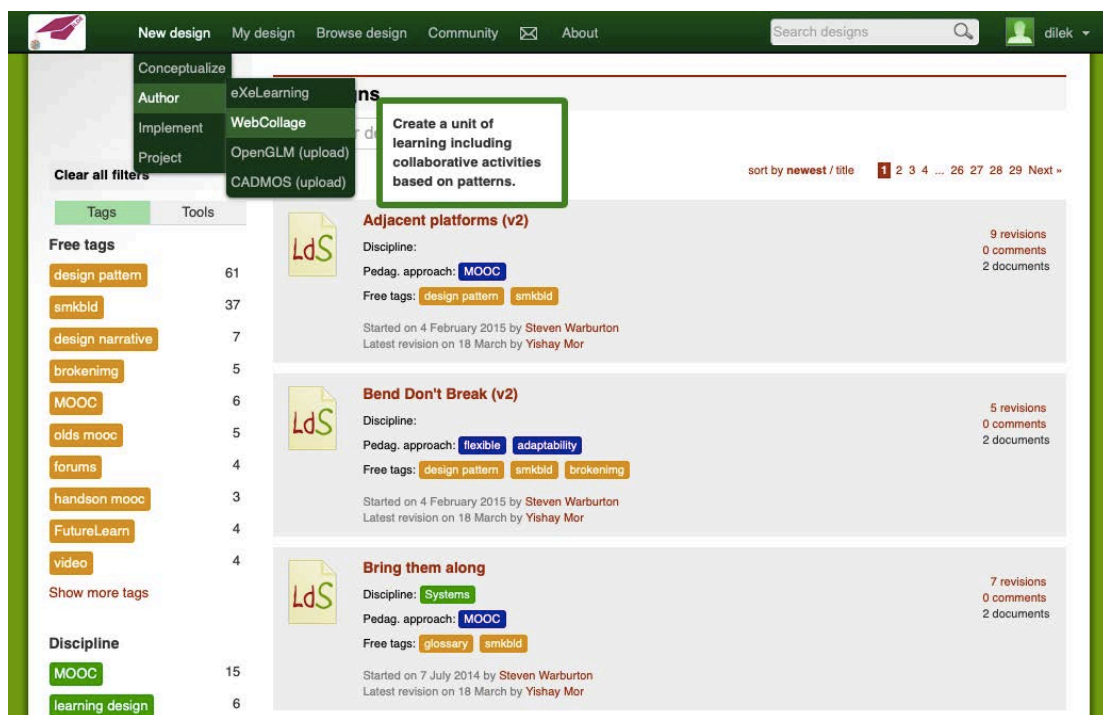 New design My design Browse design Community About Search designs dilek
Conceptualize
Author
Implement
Project
eXeLearning
WebCollage
OpenGLM (upload)
CADMOS (upload)
Create a unit of
learning including
collaborative activities
based on patterns.
ns
sort by newest / title 1 2 3 4 ... 26 27 28 29 Next »
Clear all filters
Tags Tools
Free tags
design pattern 61
smkbld 37
design narrative 7
brokenimg 5
MOOC 6
olds mooc 5
forums 4
handson mooc 3
FutureLearn 4
video 4
Show more tags
Discipline
MOOC 15
learning design 6
LdS
Adjacent platforms (v2)
Discipline:
Pedag. approach: MOOC
Free tags: design pattern smkbld
Started on 4 February 2015 by Steven Warburton
Latest revision on 18 March by Yishay Mor
9 revisions
0 comments
2 documents
LdS
Bend Don't Break (v2)
Discipline:
Pedag. approach: flexible adaptability
Free tags: design pattern smkbld brokenimg
Started on 4 February 2015 by Steven Warburton
Latest revision on 18 March by Yishay Mor
5 revisions
0 comments
2 documents
LdS
Bring them along
Discipline: Systems
Pedag. approach: MOOC
Free tags: glossary smkbld
Started on 7 July 2014 by Steven Warburton
Latest revision on 18 March by Yishay Mor
7 revisions
0 comments
2 documents